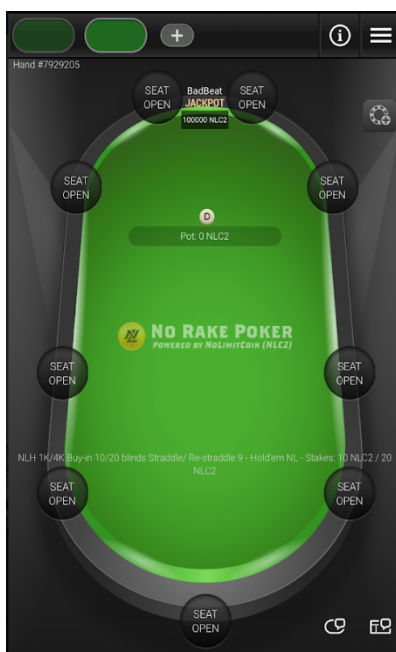 Hand #7929205
SEAT
OPEN
BadBeat
JACKPOT
100000 NLC2
SEAT
OPEN
SEAT
OPEN
SEAT
OPEN
D
Pot: 0 NLC2
NO RAKE POKER
POWERED BY NOLIMITCOIN (NLC2)
SEAT
OPEN
SEAT
OPEN
NLH 1K/4K Buy-in 10/20 blinds Straddle/ Re-straddle 9 - Hold'em NL - Stakes: 10 NLC2 / 20
NLC2
SEAT
OPEN
SEAT
OPEN
SEAT
OPEN